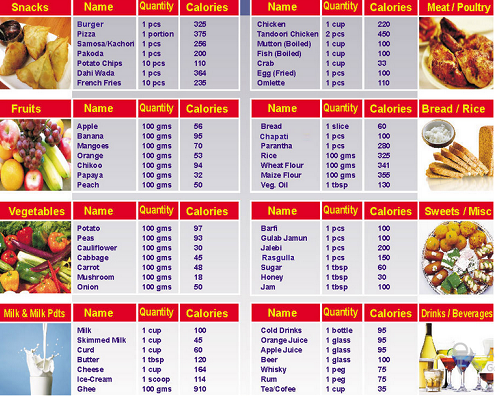 Snacks
Name Quantity Calories
Burger 1 pcs 325
Pizza 1 portion 375
Samosa/Kachori 1 pcs 256
Pakoda 1 pcs 200
Potato Chips 10 pcs 110
Dahi Wada 1 pcs 364
French Fries 10 pcs 235
Name Quantity Calories
Meat / Poultry
Chicken 1 cup 220
Tandoori Chicken 2 pcs 450
Mutton (Boiled) 1 cup 100
Fish (Boiled) 1 cup 100
Crab 1 cup 33
Egg (Fried) 1 pcs 100
Omlette 1 pcs 110
Fruits
Name Quantity Calories
Apple 100 gms 56
Banana 100 gms 95
Mangoes 100 gms 70
Orange 100 gms 53
Chikoo 100 gms 94
Papaya 100 gms 32
Peach 100 gms 50
Name Quantity Calories
Bread / Rice
Bread 1 slice 60
Chapati 1 pcs 100
Parantha 1 pcs 280
Rice 100 gms 325
Wheat Flour 100 gms 341
Maize Flour 100 gms 355
Veg. Oil 1 tbsp 130
Vegetables
Name Quantity Calories
Potato 100 gms 97
Peas 100 gms 93
Cauliflower 100 gms 30
Cabbage 100 gms 45
Carrot 100 gms 48
Mushroom 100 gms 18
Onion 100 gms 50
Name Quantity Calories
Sweets / Misc
Barfi 1 pcs 100
Gulab Jamun 1 pcs 100
Jalebi 1 pcs 200
Rasgulla 1 pcs 150
Sugar 1 tbsp 60
Honey 1 tbsp 30
Jam 1 tbsp 100
Milk & Milk Pdts
Name Quantity Calories
Milk 1 cup 100
Skimmed Milk 1 cup 45
Curd 1 cup 60
Butter 1 tbsp 120
Cheese 1 cup 164
Ice-Cream 1 scoop 114
Ghee 100 gms 910
Name Quantity Calories
Drinks / Beverages
Cold Drinks 1 bottle 95
Orange Juice 1 glass 95
Apple Juice 1 glass 95
Beer 1 glass 100
Whisky 1 peg 75
Rum 1 peg 75
Tea/Cofee 1 cup 35